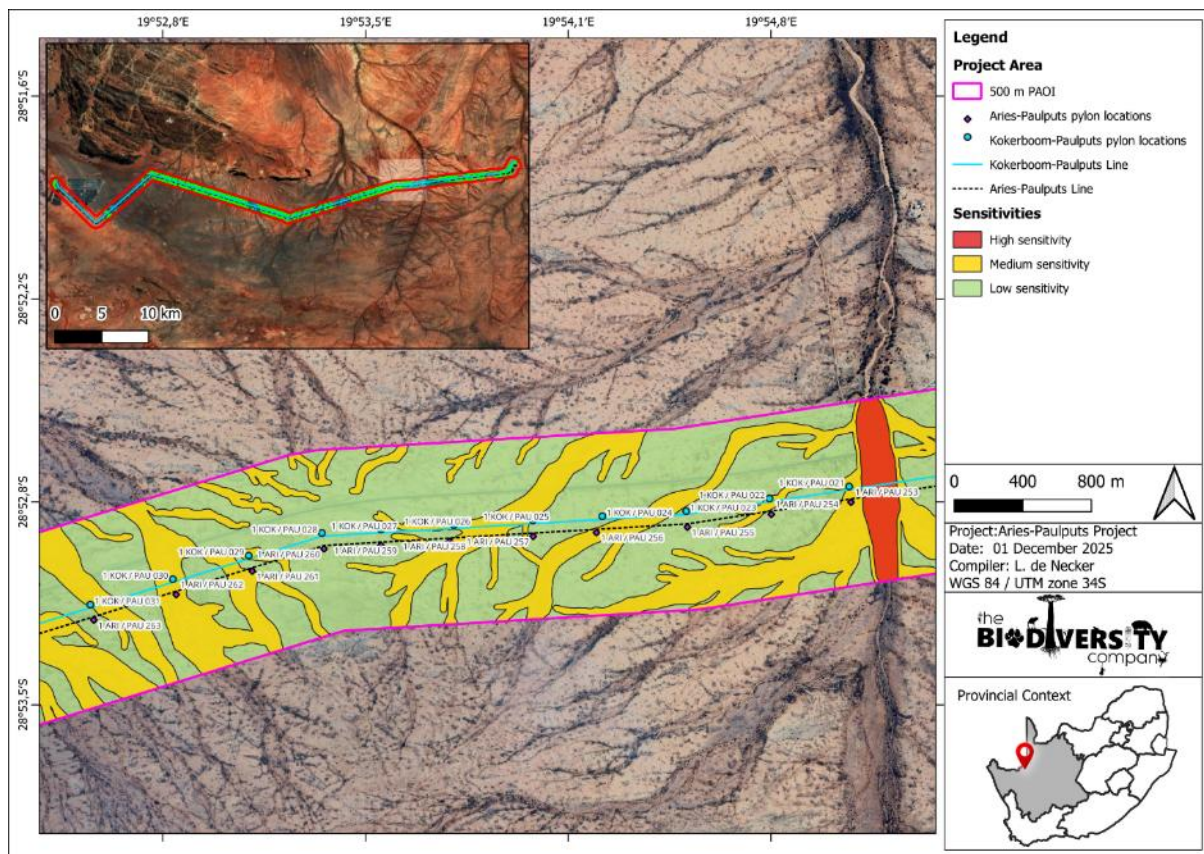 19°52,8'E
19°53,5'E
19°54,1'E
19°54,8'E
28°51,6'S
28°52,2'S
28°52,8'S
28°53,5'S
0 5 10 km
1 KOK / PAU 021
1 ARI / PAU 253
1 KOK / PAU 022
1 ARI / PAU 254
1 KOK / PAU 023
1 ARI / PAU 255
1 KOK / PAU 024
1 ARI / PAU 256
1 KOK / PAU 025
1 ARI / PAU 257
1 KOK / PAU 026
1 ARI / PAU 258
1 KOK / PAU 027
1 ARI / PAU 259
1 KOK / PAU 028
1 ARI / PAU 260
1 KOK / PAU 029
1 ARI / PAU 261
1 KOK / PAU 030
1 ARI / PAU 262
1 KOK / PAU 031
1 ARI / PAU 263
Legend
Project Area
500 m PAOI
Aries-Paulputs pylon locations
Kokerboom-Paulputs pylon locations
Kokerboom-Paulputs Line
Aries-Paulputs Line
Sensitivities
High sensitivity
Medium sensitivity
Low sensitivity
0 400 800 m
Project:Aries-Paulputs Project
Date: 01 December 2025
Compiler: L. de Necker
WGS 84 / UTM zone 34S
the
BIODIVERSITY
company
Provincial Context